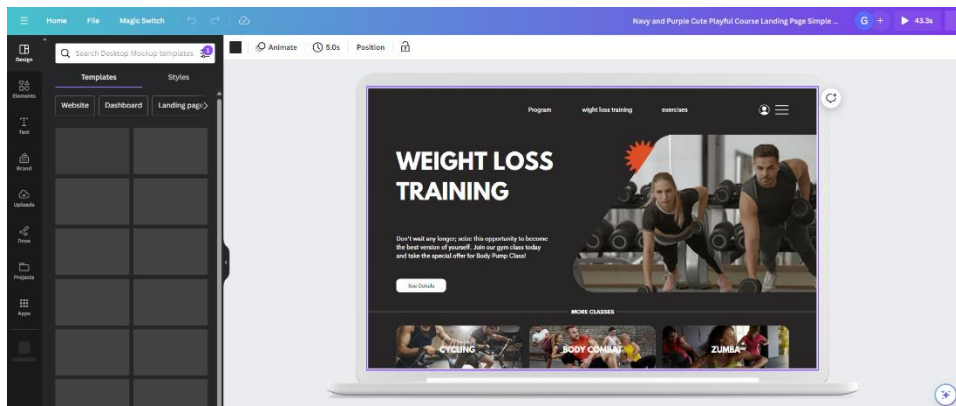 Home File Magic Switch
Navy and Purple Cute Playful Course Landing Page Simple ...
G + 43.3s
Design
Search Desktop Mockup templates
Animate 5.0s Position
Templates Styles
Elements
Website Dashboard Landing page
Text
Brand
Uploads
Draw
Projects
Apps
Program wight loss training exercises
WEIGHT LOSS
TRAINING
Don't wait any longer; seize this opportunity to become
the best version of yourself. Join our gym class today
and take the special offer for Body Pump Class!
See Details
MORE CLASSES
CYCLING BODY COMBAT ZUMBA